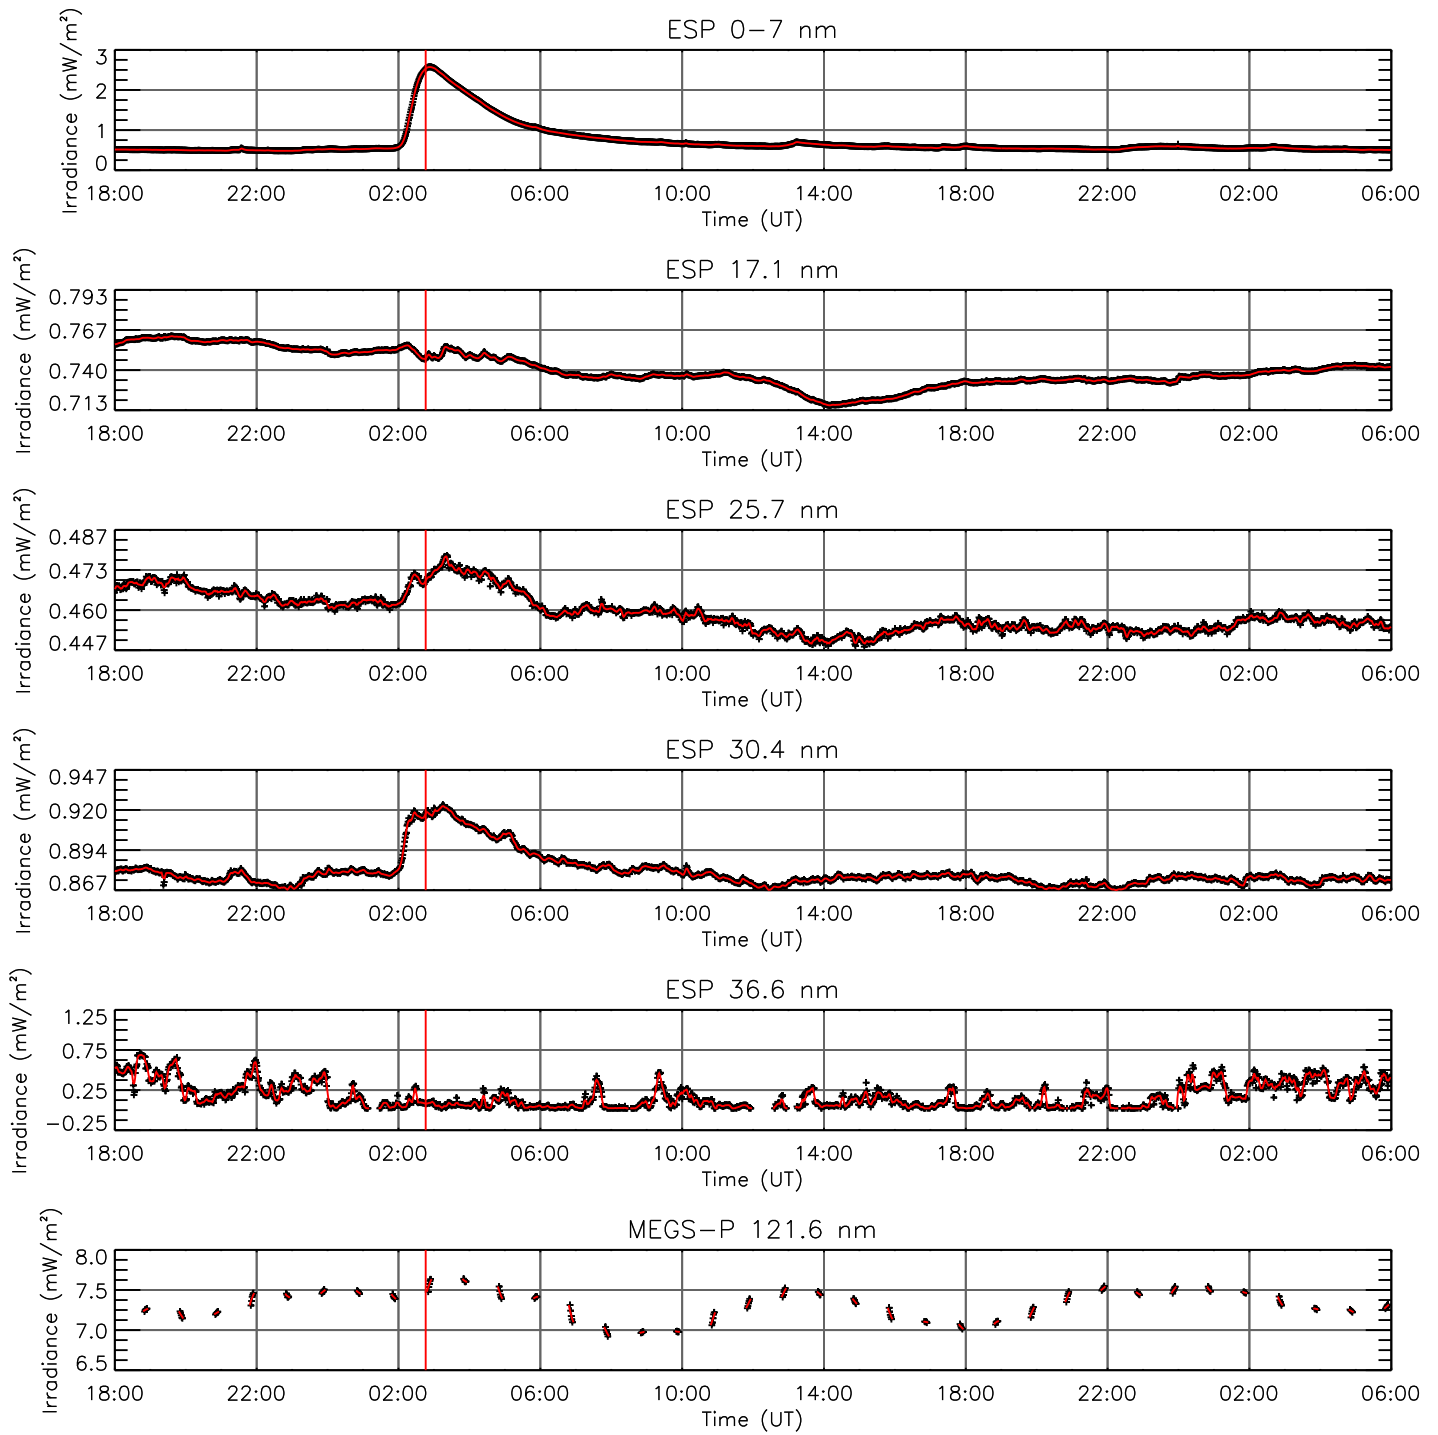 ESP 0-7 nm
Irradiance (mW/m²)
3
2
1
0
18:00 22:00 02:00 06:00 10:00 14:00 18:00 22:00 02:00 06:00
Time (UT)
ESP 17.1 nm
Irradiance (mW/m²)
0.793
0.767
0.740
0.713
18:00 22:00 02:00 06:00 10:00 14:00 18:00 22:00 02:00 06:00
Time (UT)
ESP 25.7 nm
Irradiance (mW/m²)
0.487
0.473
0.460
0.447
18:00 22:00 02:00 06:00 10:00 14:00 18:00 22:00 02:00 06:00
Time (UT)
ESP 30.4 nm
Irradiance (mW/m²)
0.947
0.920
0.894
0.867
18:00 22:00 02:00 06:00 10:00 14:00 18:00 22:00 02:00 06:00
Time (UT)
ESP 36.6 nm
Irradiance (mW/m²)
1.25
0.75
0.25
-0.25
18:00 22:00 02:00 06:00 10:00 14:00 18:00 22:00 02:00 06:00
Time (UT)
MEGS-P 121.6 nm
Irradiance (mW/m²)
8.0
7.5
7.0
6.5
18:00 22:00 02:00 06:00 10:00 14:00 18:00 22:00 02:00 06:00
Time (UT)